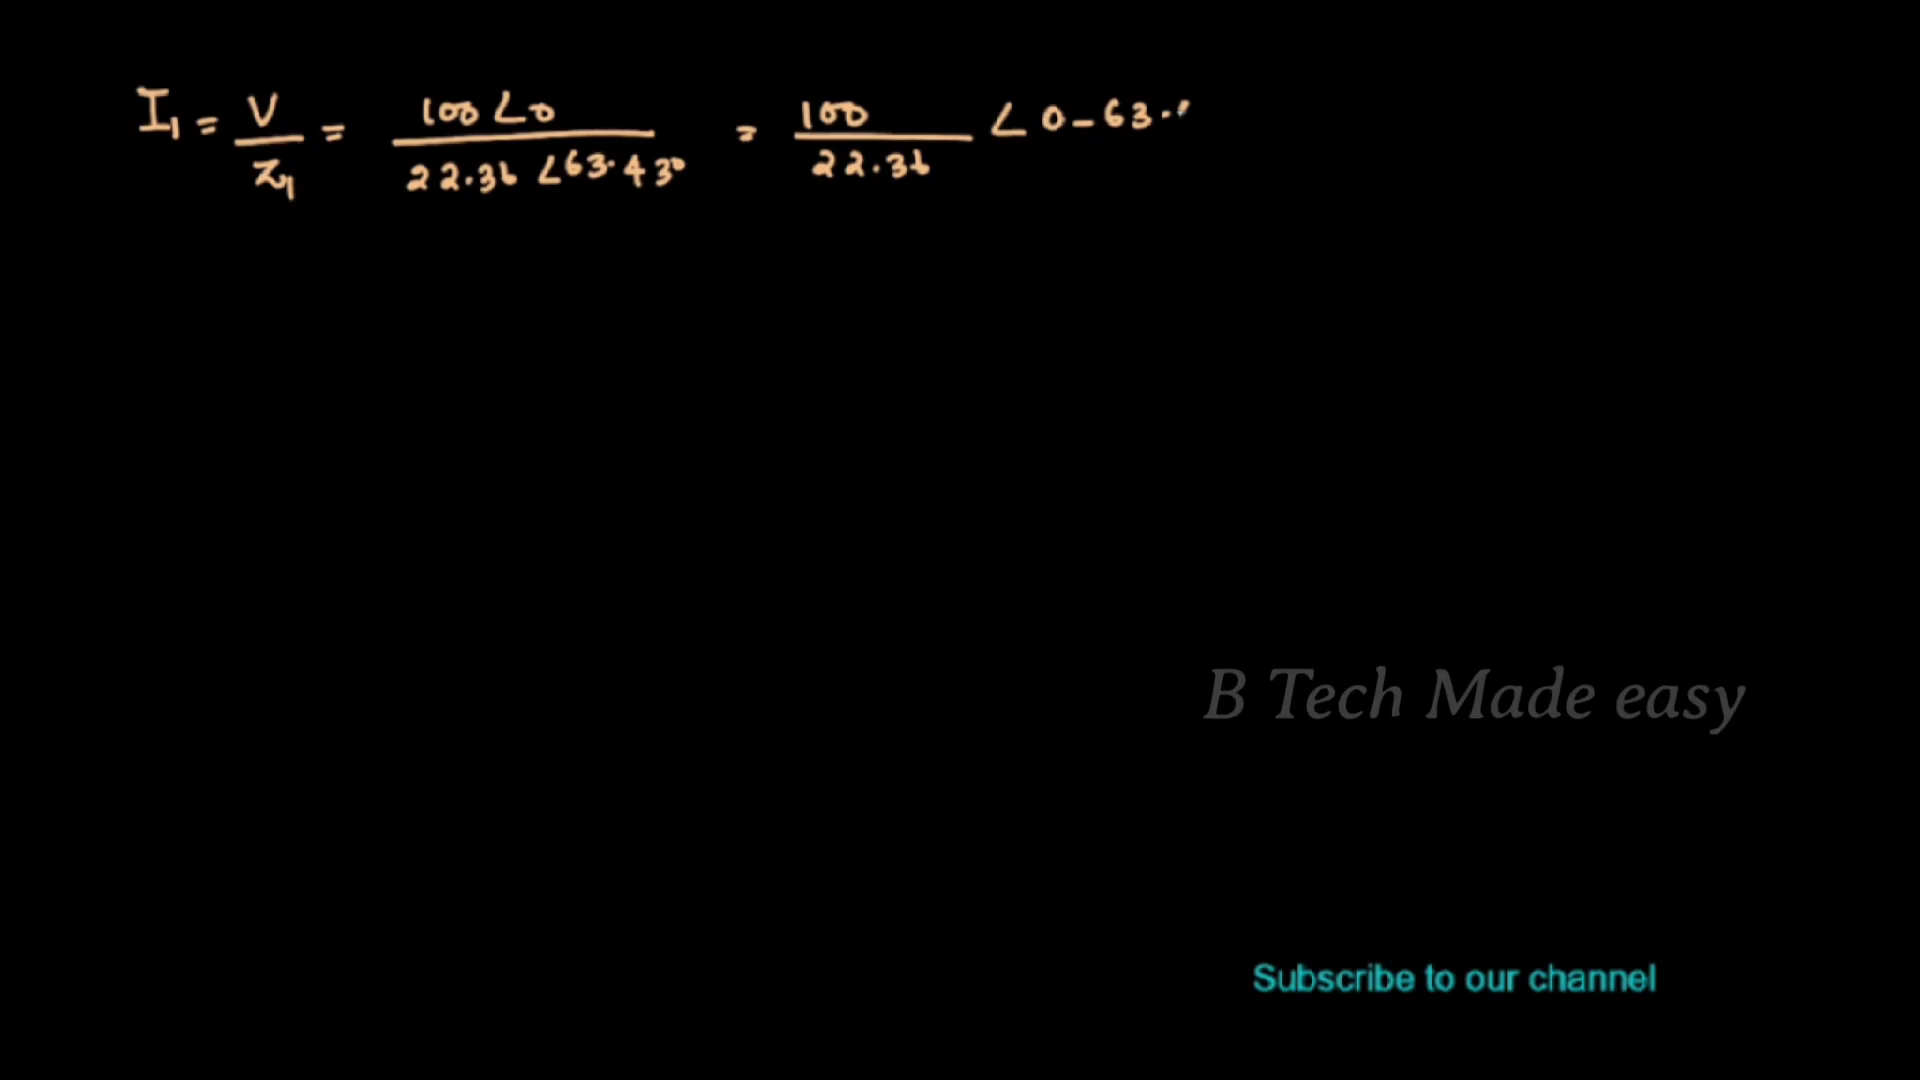 I₁ = V/Z₁ = 100∠0 / 22.36∠63.43° = 100/22.36 ∠0-63.
B Tech Made easy
Subscribe to our channel